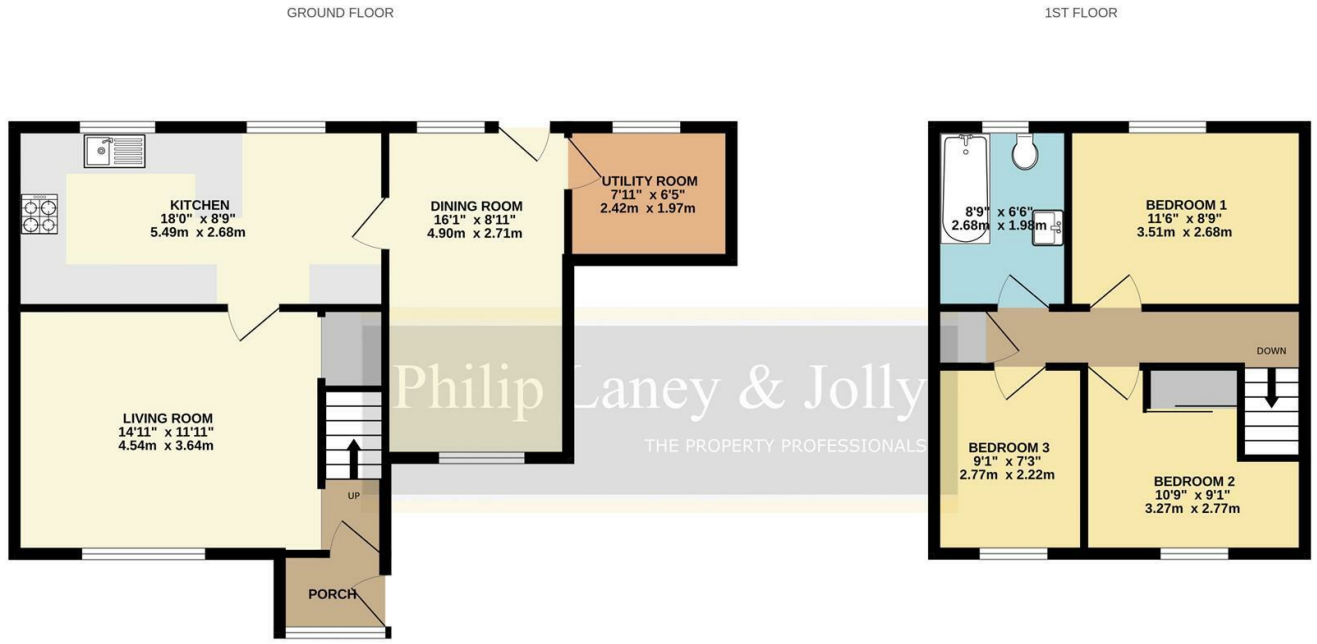 GROUND FLOOR
1ST FLOOR
KITCHEN
18'0" x 8'9"
5.49m x 2.68m
DINING ROOM
16'1" x 8'11"
4.90m x 2.71m
UTILITY ROOM
7'11" x 6'5"
2.42m x 1.97m
LIVING ROOM
14'11" x 11'11"
4.54m x 3.64m
UP
PORCH
8'9" x 6'6"
2.68m x 1.98m
BEDROOM 1
11'6" x 8'9"
3.51m x 2.68m
DOWN
BEDROOM 3
9'1" x 7'3"
2.77m x 2.22m
BEDROOM 2
10'9" x 9'1"
3.27m x 2.77m
Philip Laney & Jolly
THE PROPERTY PROFESSIONALS